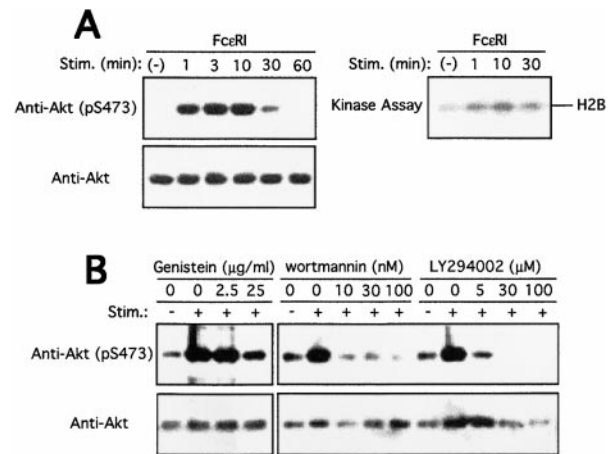 A
FcεRI
Stim. (min): (-) 1 3 10 30 60
Anti-Akt (pS473)
Anti-Akt
FcεRI
Stim. (min): (-) 1 10 30
Kinase Assay
H2B
B
Genistein (μg/ml) wortmannin (nM) LY294002 (μM)
0 0 2.5 25 0 0 10 30 100 0 0 5 30 100
Stim.: - + + + - + + + + - + + + +
Anti-Akt (pS473)
Anti-Akt